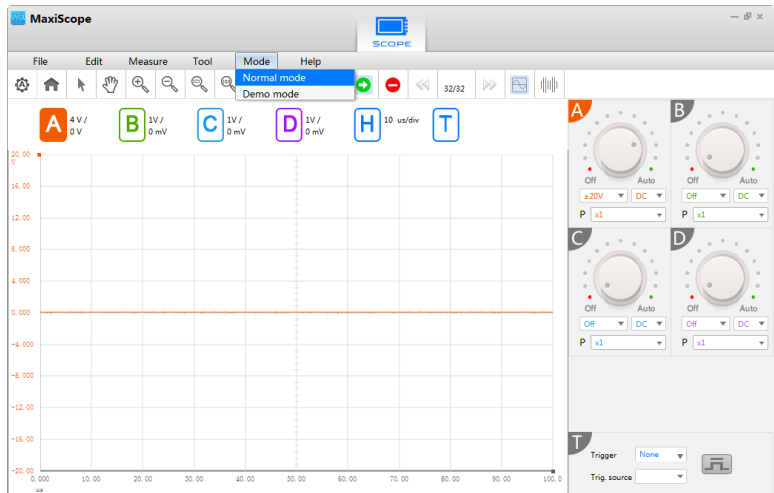 MaxiScope
SCOPE
File Edit Measure Tool Mode Help
Normal mode
Demo mode
32/32
A 4 V / 0 V
B 1V / 0 mV
C 1V / 0 mV
D 1V / 0 mV
H 10 us/div
T
20.00
V
16.00
12.00
8.000
4.000
0.000
-4.000
-8.000
-12.00
-16.00
-20.00
0.000 10.00 20.00 30.00 40.00 50.00 60.00 70.00 80.00 90.00 100.0
us
A
Off Auto
±20V DC
P x1
B
Off Auto
Off DC
P x1
C
Off Auto
Off DC
P x1
D
Off Auto
Off DC
P x1
T
Trigger None
Trig. source